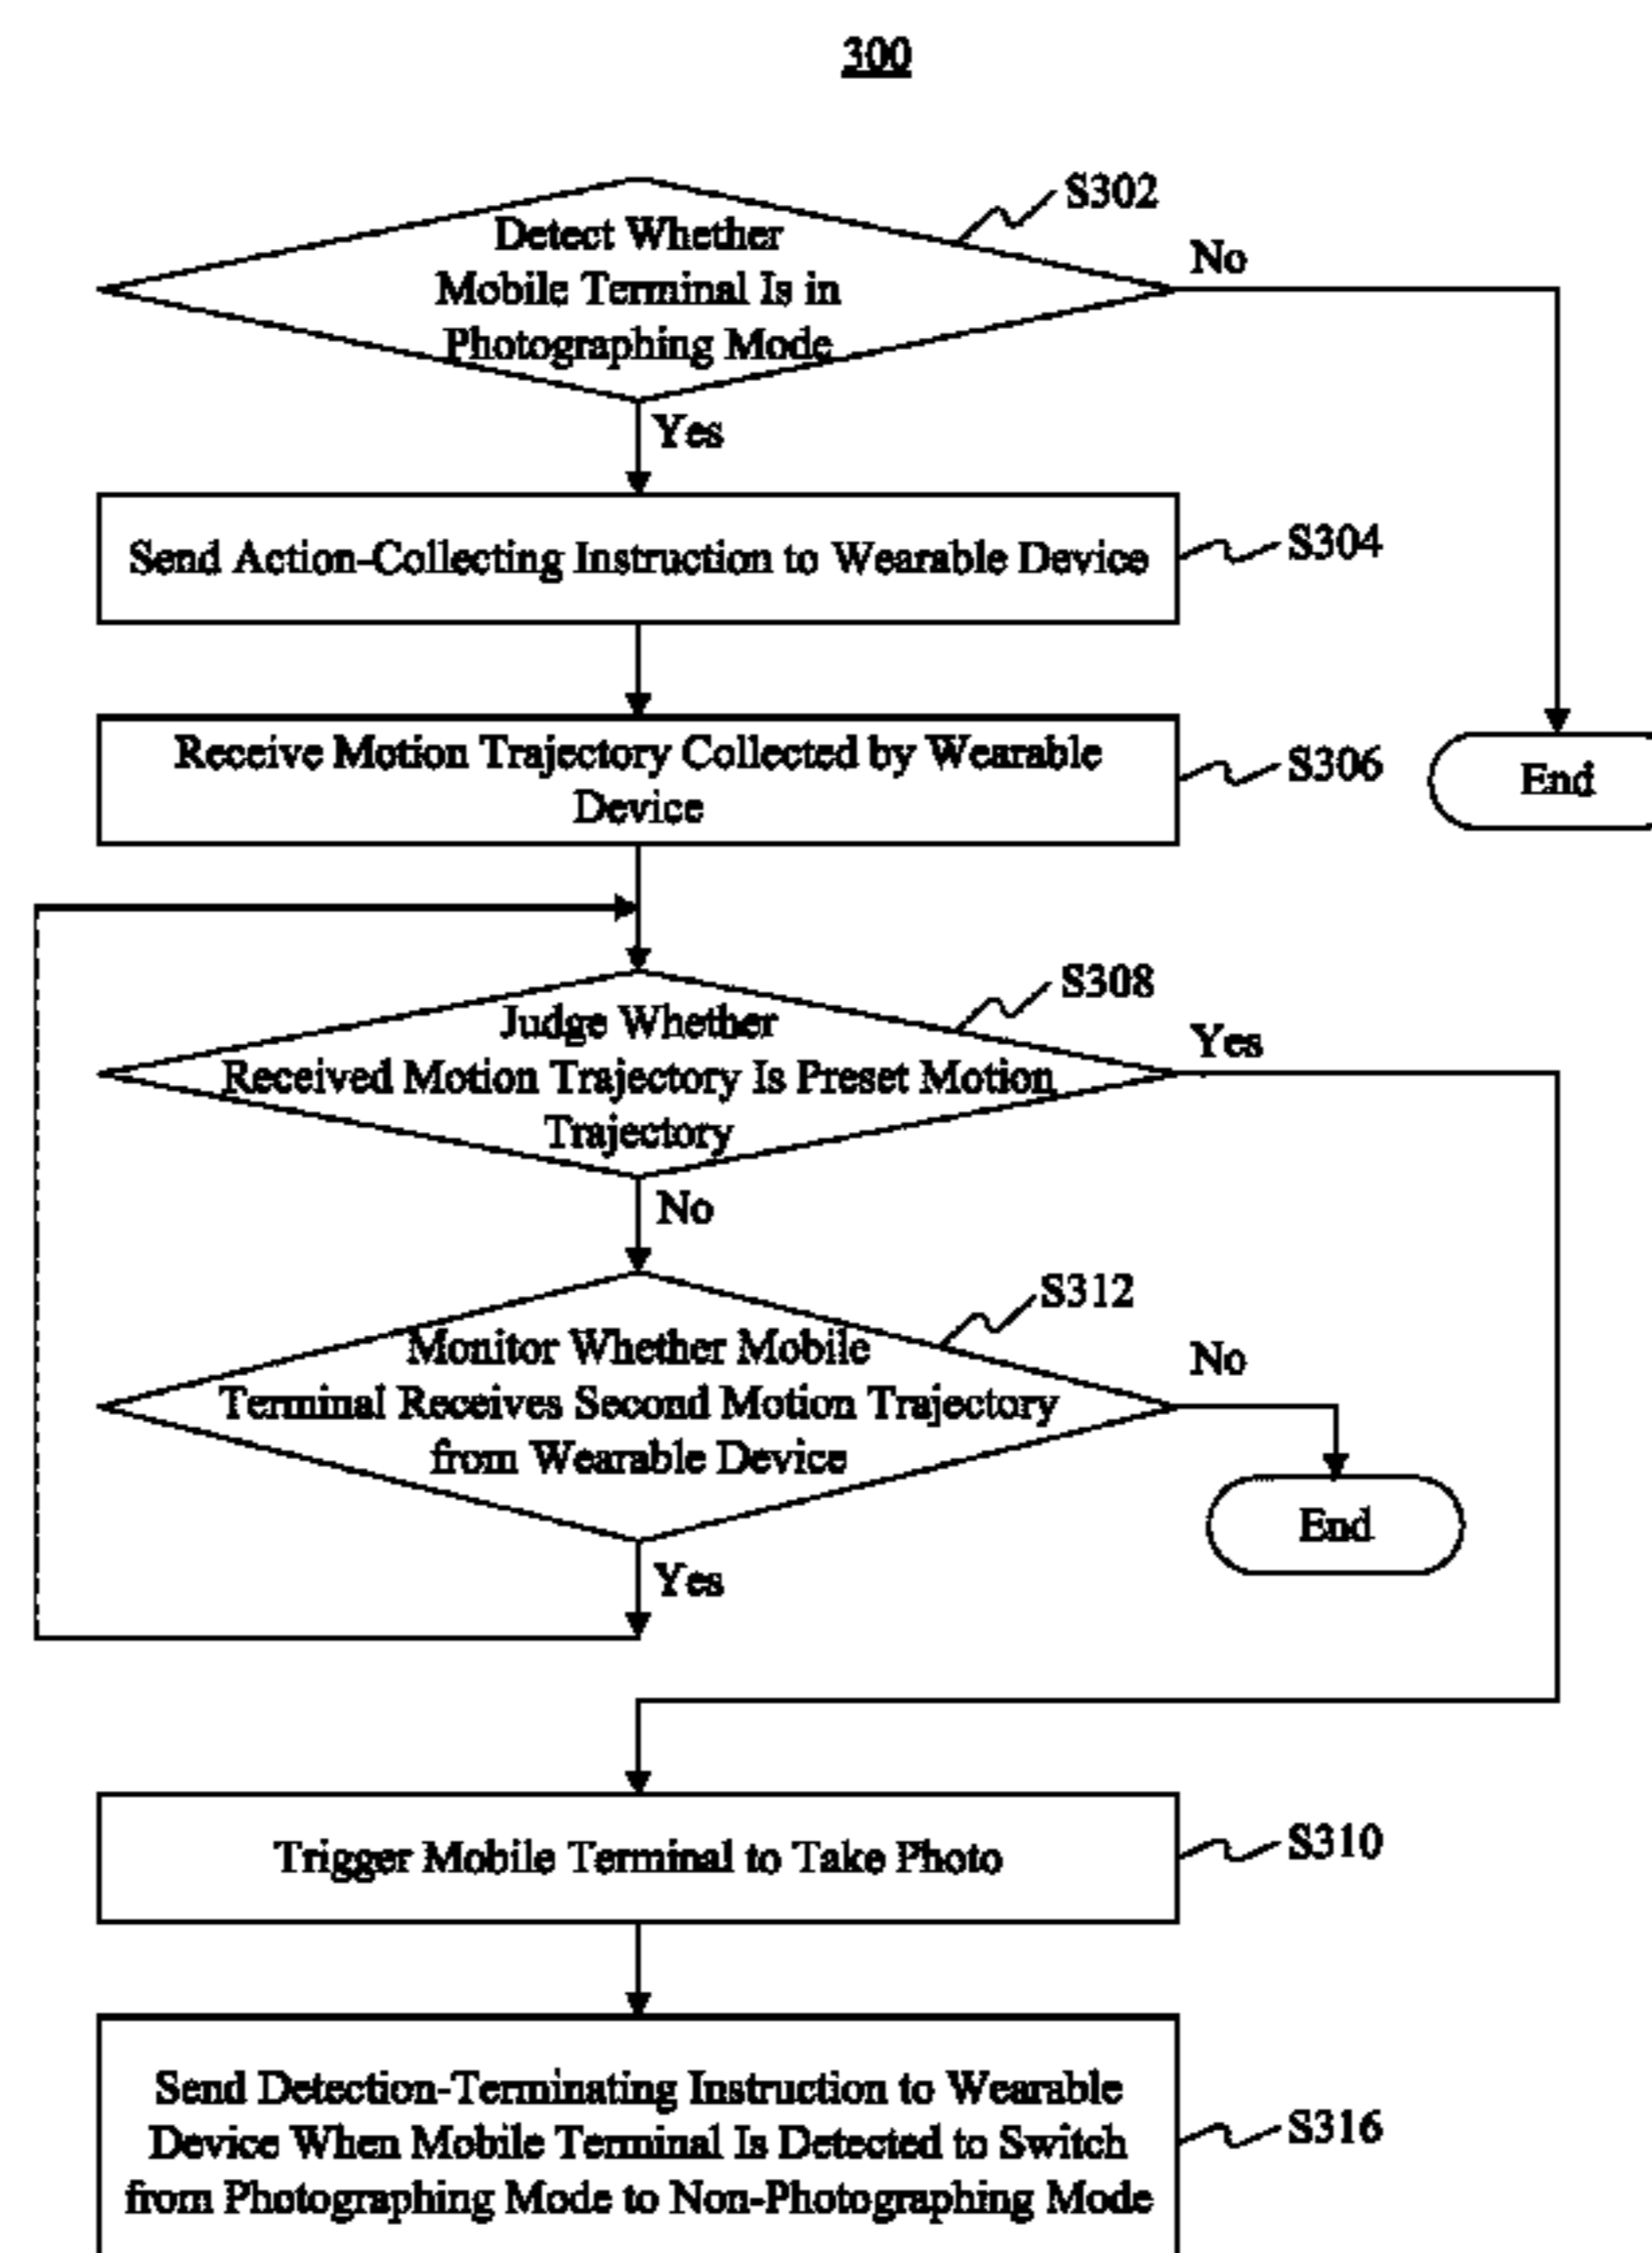 300
S302
Detect Whether
Mobile Terminal Is in
Photographing Mode
No
Yes
Send Action-Collecting Instruction to Wearable Device
S304
Receive Motion Trajectory Collected by Wearable
Device
S306
End
S308
Judge Whether
Received Motion Trajectory Is Preset Motion
Trajectory
Yes
No
S312
Monitor Whether Mobile
Terminal Receives Second Motion Trajectory
from Wearable Device
No
End
Yes
Trigger Mobile Terminal to Take Photo
S310
Send Detection-Terminating Instruction to Wearable
Device When Mobile Terminal Is Detected to Switch
from Photographing Mode to Non-Photographing Mode
S316